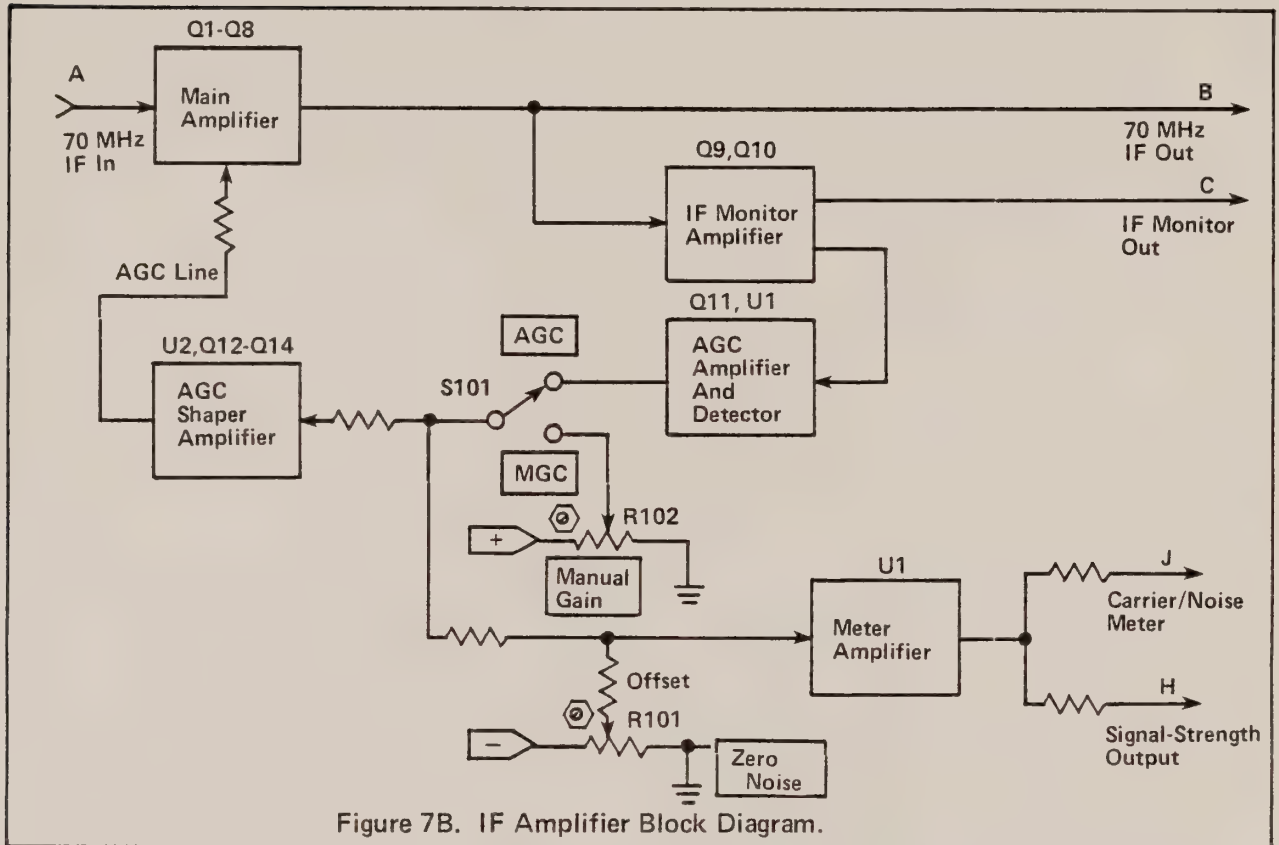 Q1-Q8
A
Main
Amplifier
70 MHz
IF In
B
70 MHz
IF Out
Q9,Q10
IF Monitor
Amplifier
C
IF Monitor
Out
AGC Line
Q11, U1
AGC
Amplifier
And
Detector
U2,Q12-Q14
AGC
Shaper
Amplifier
S101
AGC
MGC
R102
+
Manual
Gain
U1
Meter
Amplifier
J
Carrier/Noise
Meter
H
Signal-Strength
Output
Offset
R101
−
Zero
Noise
Figure 7B. IF Amplifier Block Diagram.